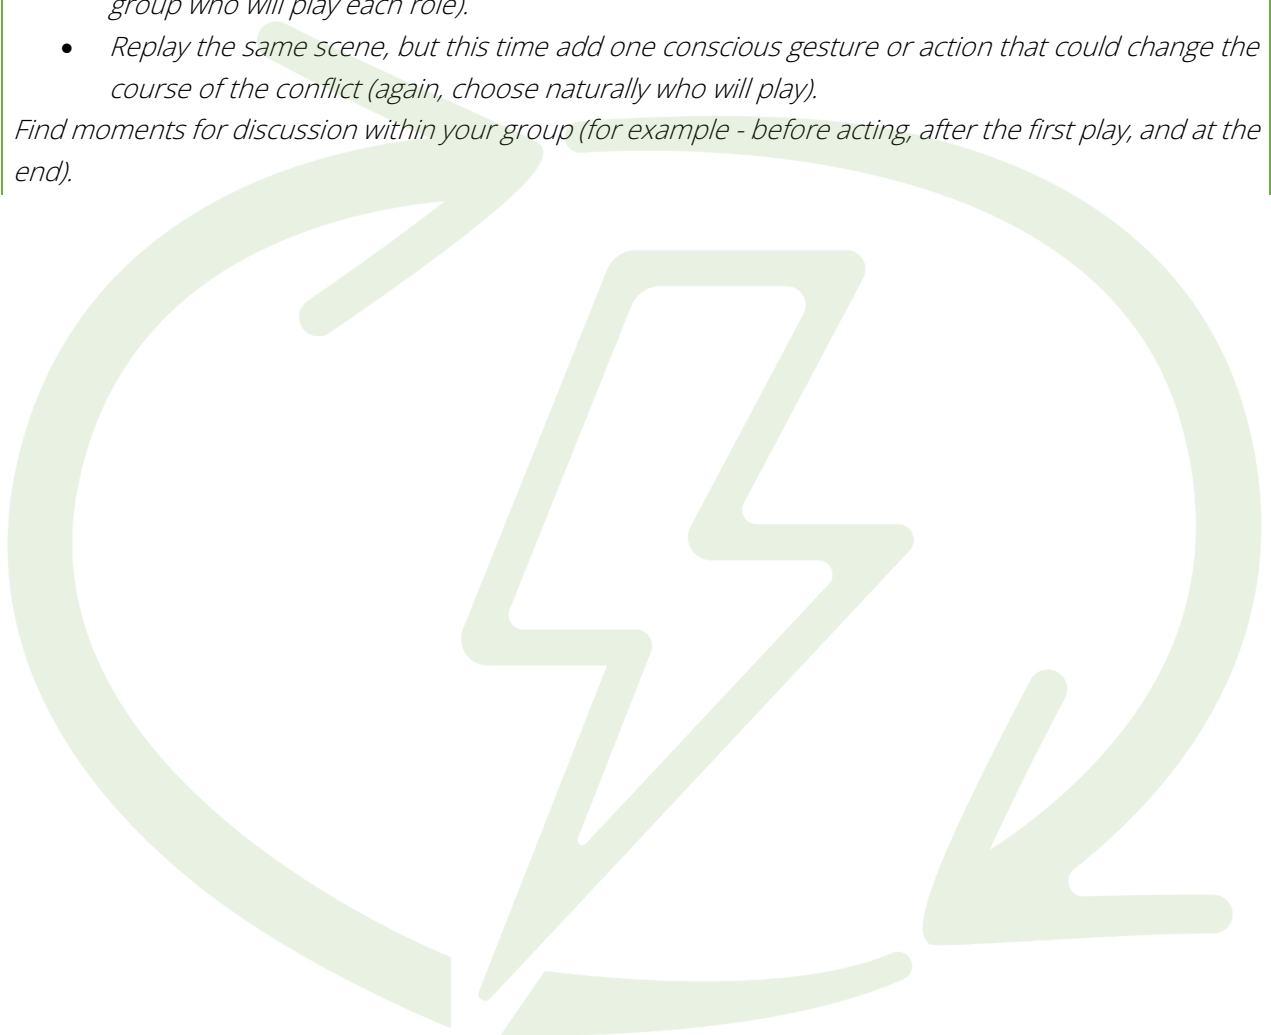 group who will play each role).
• Replay the same scene, but this time add one conscious gesture or action that could change the
course of the conflict (again, choose naturally who will play).
Find moments for discussion within your group (for example - before acting, after the first play, and at the
end).